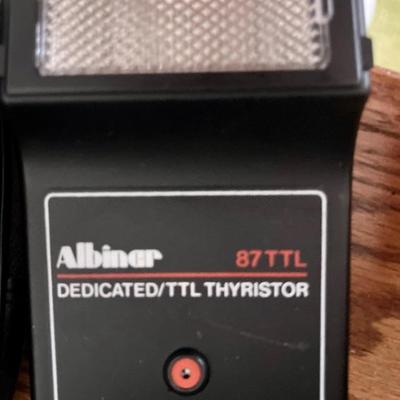 Albinar 87 TTL
DEDICATED/TTL THYRISTOR